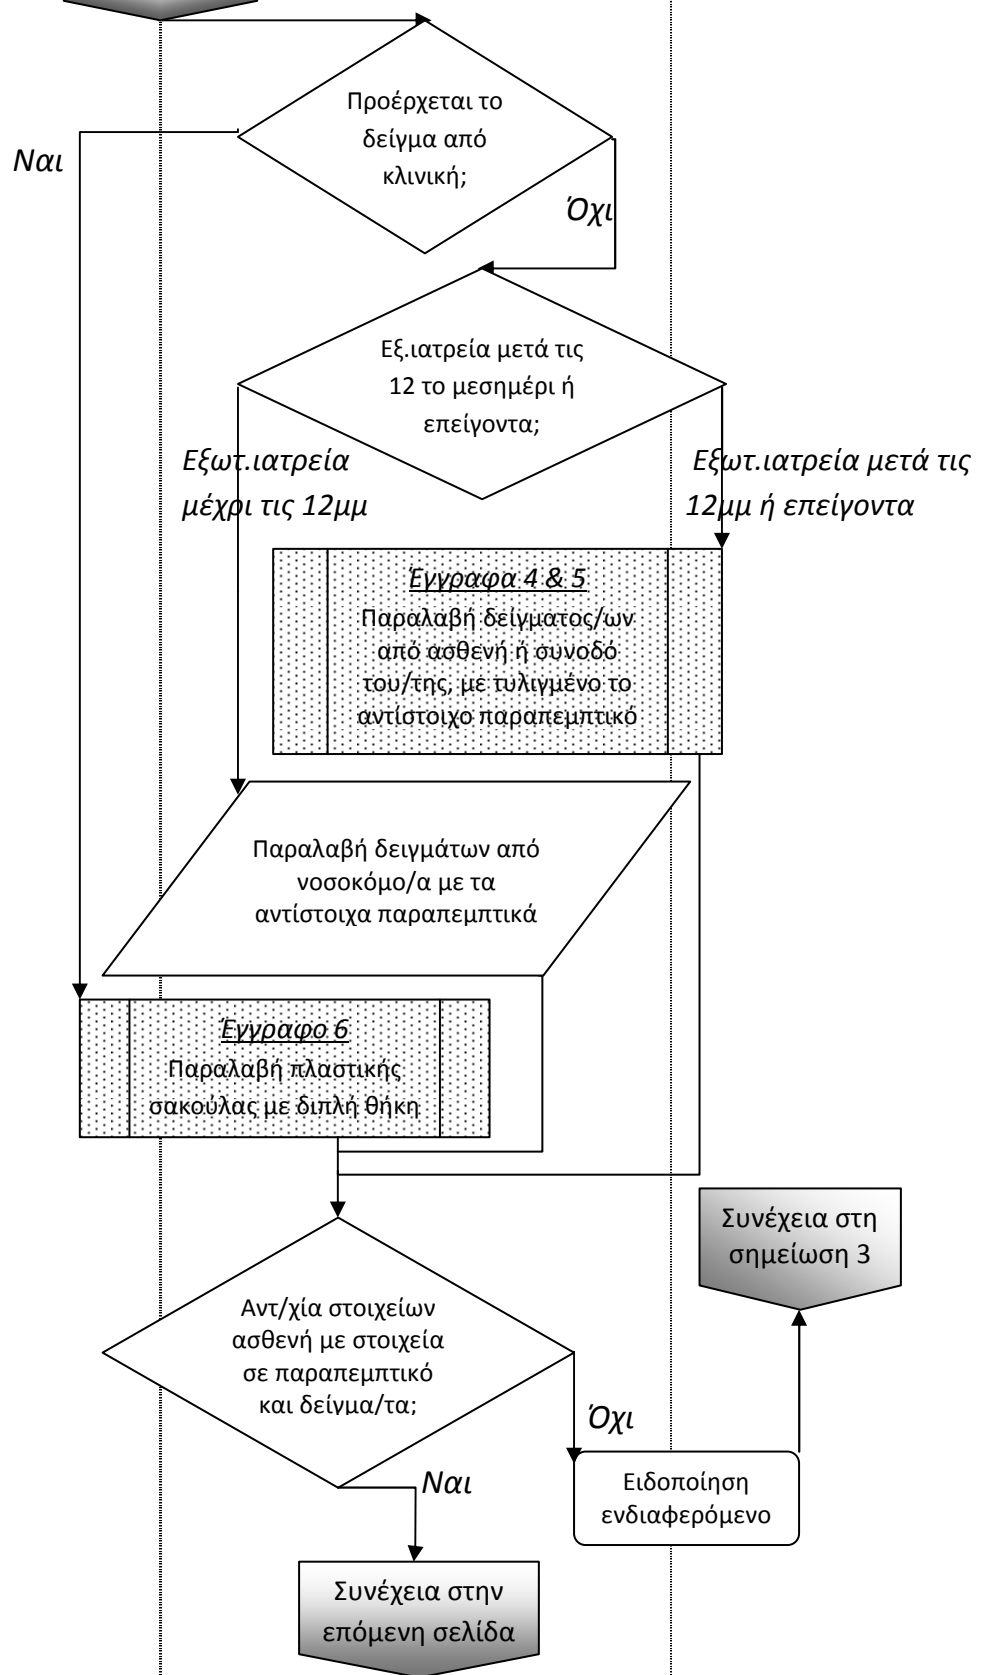 Προέρχεται το
δείγμα από
κλινική;
Ναι
Όχι
Εξ.ιατρεία μετά τις
12 το μεσημέρι ή
επείγοντα;
Εξωτ.ιατρεία
μέχρι τις 12μμ
Εξωτ.ιατρεία μετά τις
12μμ ή επείγοντα
Έγγραφα 4 & 5
Παραλαβή δείγματος/ων
από ασθενή ή συνοδό
του/της, με τυλιγμένο το
αντίστοιχο παραπεμπτικό
Παραλαβή δειγμάτων από
νοσοκόμο/α με τα
αντίστοιχα παραπεμπτικά
Έγγραφο 6
Παραλαβή πλαστικής
σακούλας με διπλή θήκη
Συνέχεια στη
σημείωση 3
Αντ/χία στοιχείων
ασθενή με στοιχεία
σε παραπεμπτικό
και δείγμα/τα;
Όχι
Ναι
Ειδοποίηση
ενδιαφερόμενο
Συνέχεια στην
επόμενη σελίδα